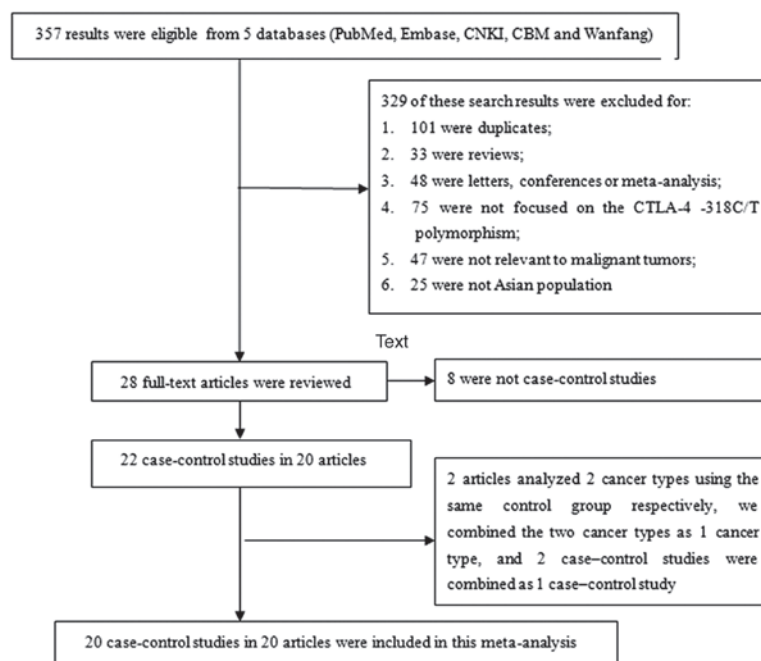 357 results were eligible from 5 databases (PubMed, Embase, CNKI, CBM and Wanfang)
329 of these search results were excluded for:
1. 101 were duplicates;
2. 33 were reviews;
3. 48 were letters, conferences or meta-analysis;
4. 75 were not focused on the CTLA-4 -318C/T
polymorphism;
5. 47 were not relevant to malignant tumors;
6. 25 were not Asian population
Text
28 full-text articles were reviewed
8 were not case-control studies
22 case-control studies in 20 articles
2 articles analyzed 2 cancer types using the
same control group respectively, we
combined the two cancer types as 1 cancer
type, and 2 case–control studies were
combined as 1 case–control study
20 case-control studies in 20 articles were included in this meta-analysis